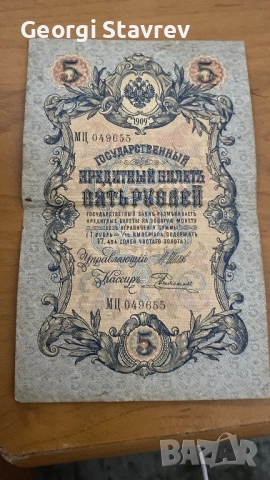 Georgi Stavrev
5 5
1909
МЦ 049655
ГОСУДАРСТВЕННЫЙ
КРЕДИТНЫЙ БИЛЕТЪ
ПЯТЬ РУБЛЕЙ
ГОСУДАРСТВЕННЫЙ БАНКЪ РАЗМѢНИВАЕТЪ
КРЕДИТНЫЕ БИЛЕТЫ НА ЗОЛОТУЮ МОНЕТУ
БЕЗЪ ОГРАНИЧЕНІЯ СУММЫ
(1 РУБЛЬ = 1/15 ИМПЕРІАЛА, СОДЕРЖИТЪ
17,424 ДОЛЕЙ ЧИСТАГО ЗОЛОТА).
Управляющій
Кассиръ
МЦ 049655
5
BAZAR